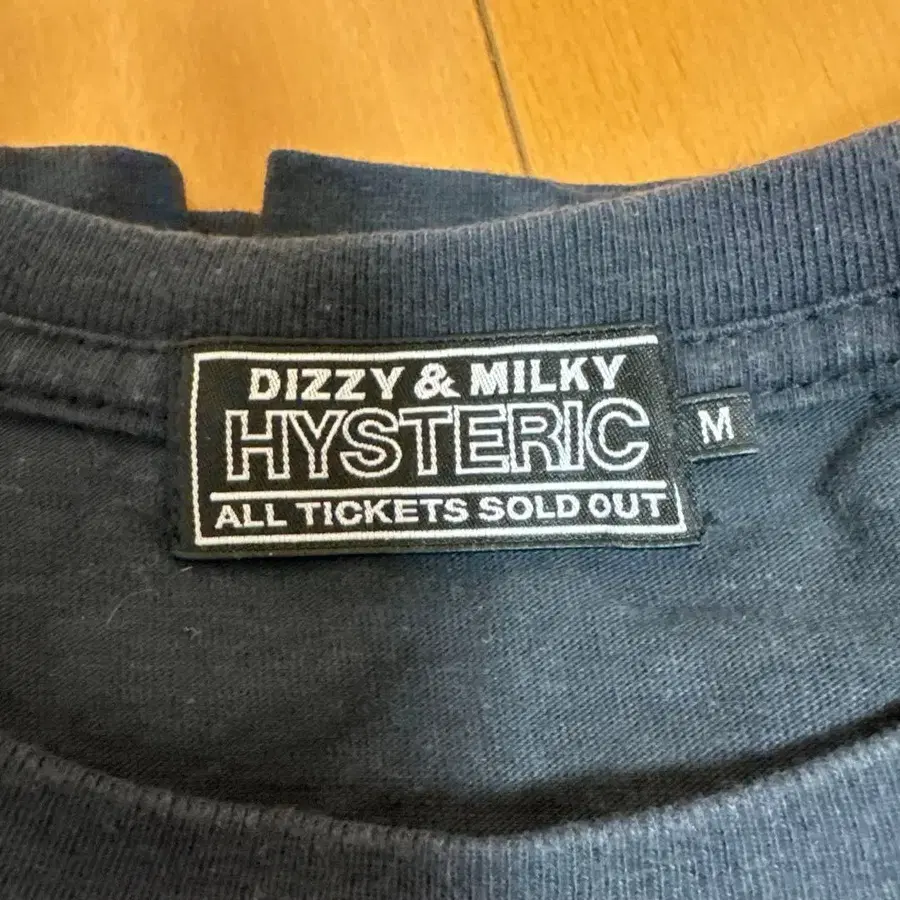 DIZZY & MILKY
HYSTERIC
ALL TICKETS SOLD OUT
M